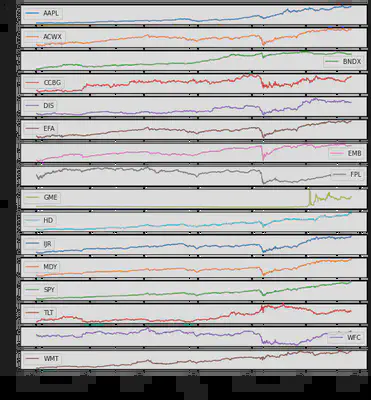 AAPL
ACWX
BNDX
CCBG
DIS
EFA
EMB
FPL
GME
HD
IJR
MDY
SPY
TLT
WFC
WMT